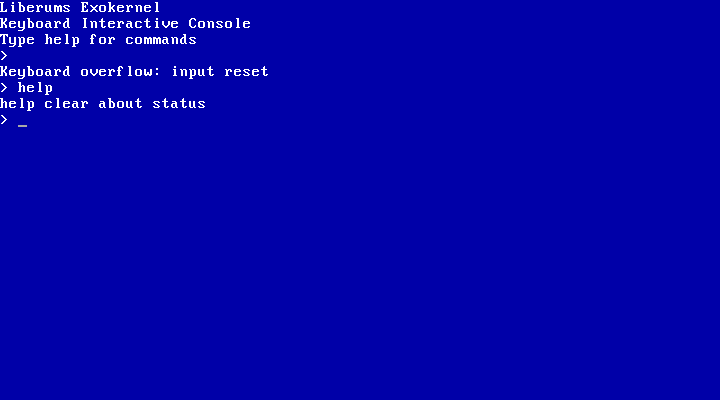 Liberums Exokernel
Keyboard Interactive Console
Type help for commands
>
Keyboard overflow: input reset
> help
help clear about status
> _